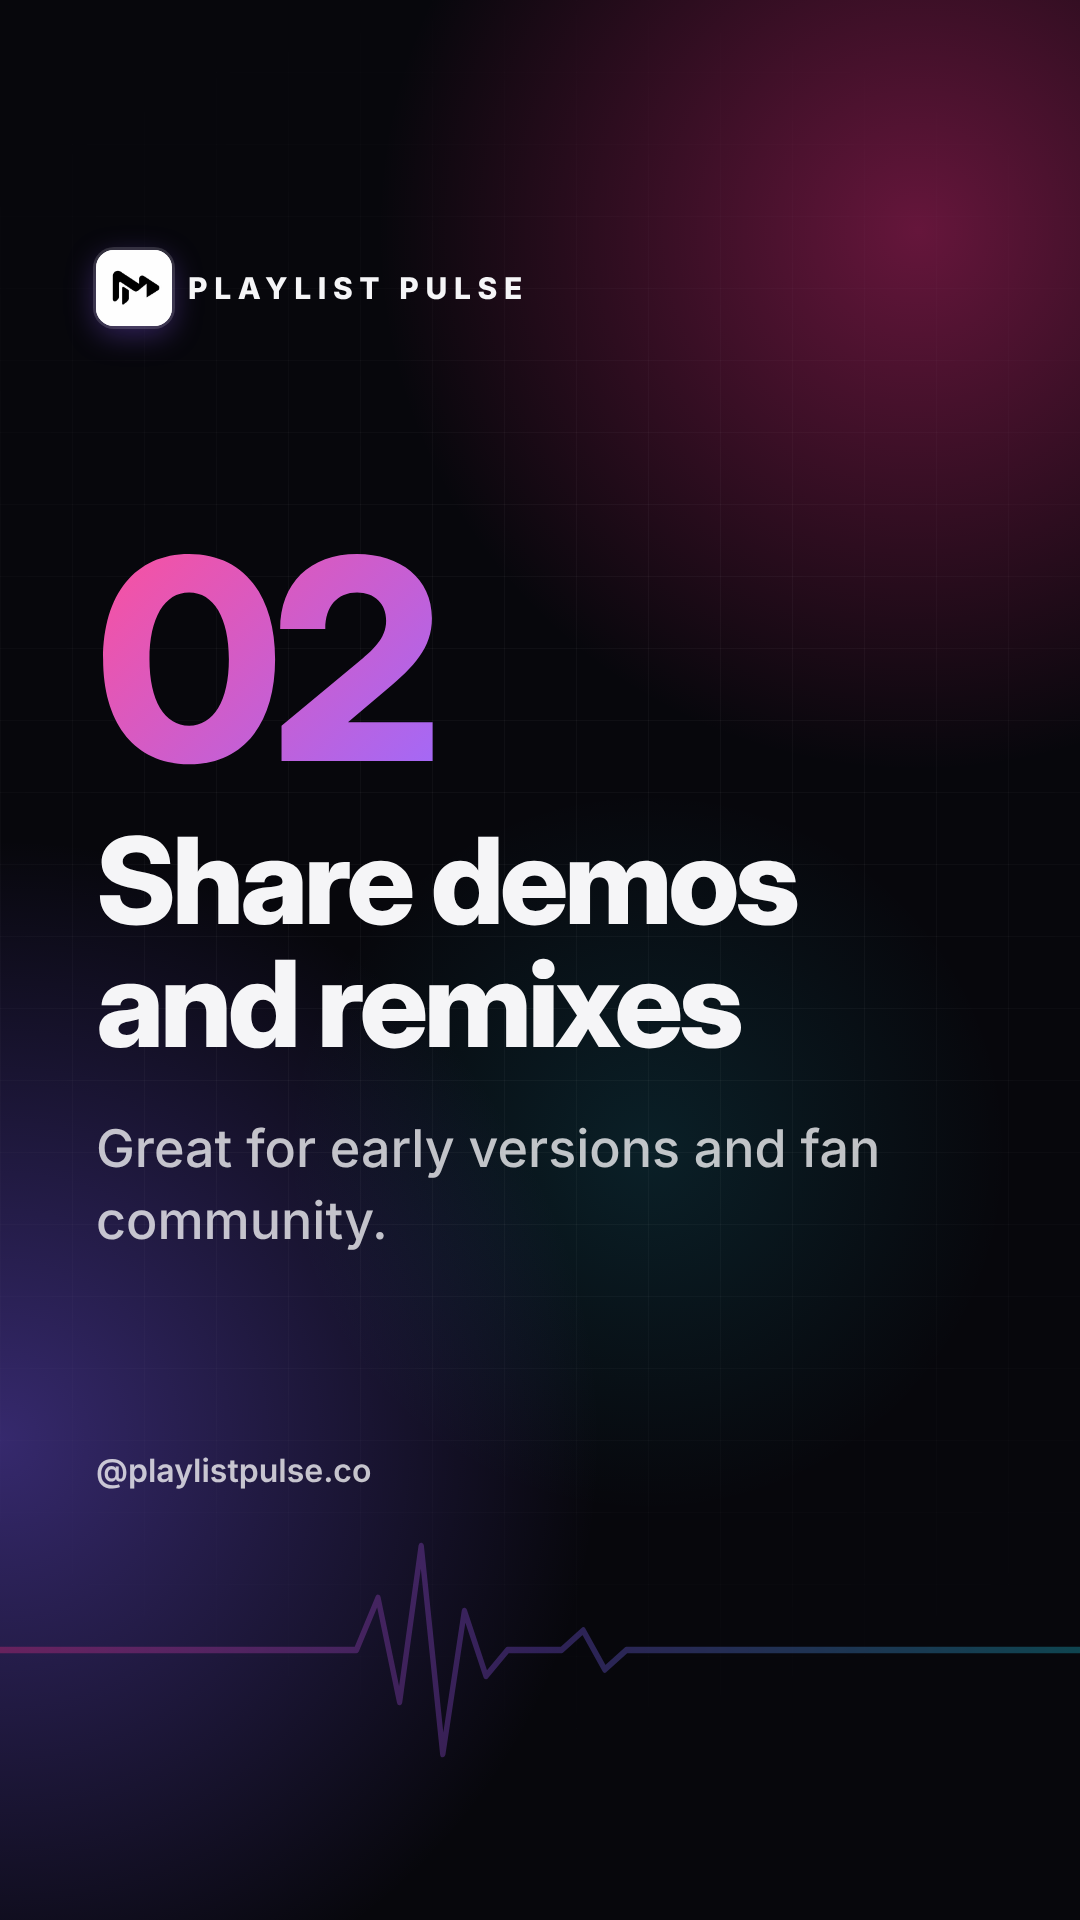 PLAYLIST PULSE
02
Share demos
and remixes
Great for early versions and fan
community.
@playlistpulse.co